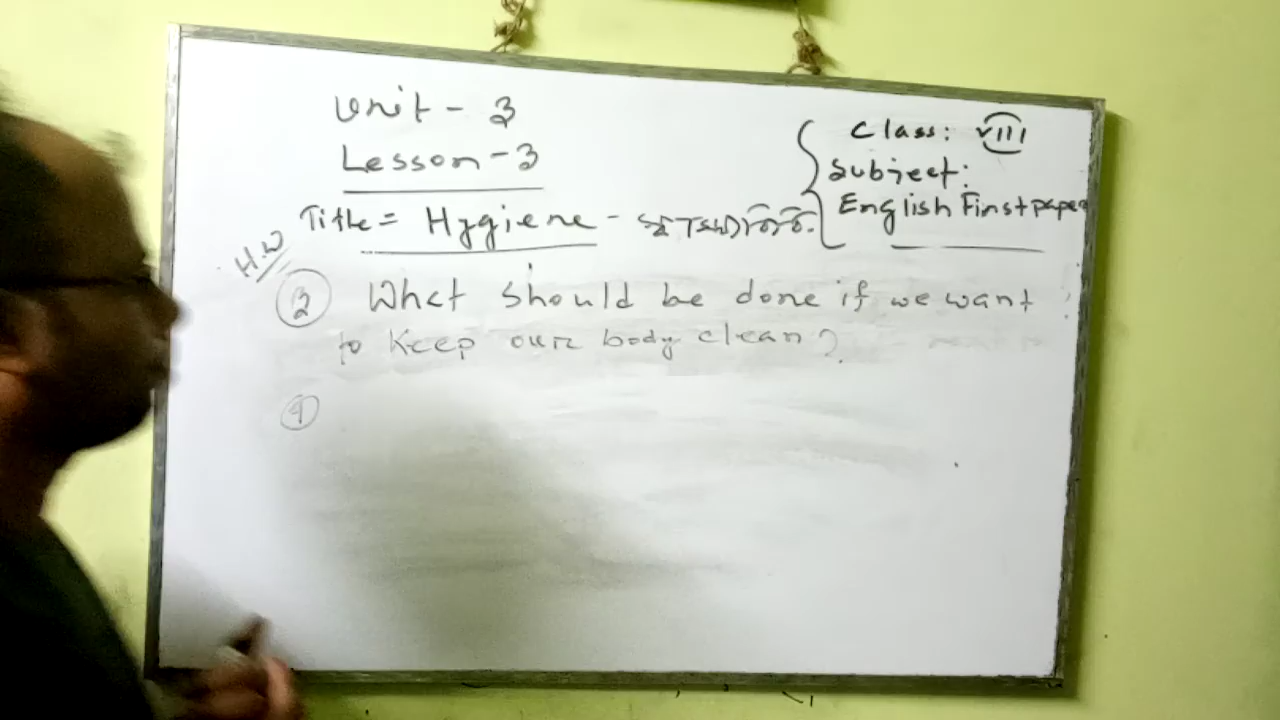 Unit - 3
Lesson - 3
Title = Hygiene - স্বাস্থ্যবিধি.
Class: VIII
Subject:
English First paper
H.W
3 What should be done if we want
to keep our body clean?
4